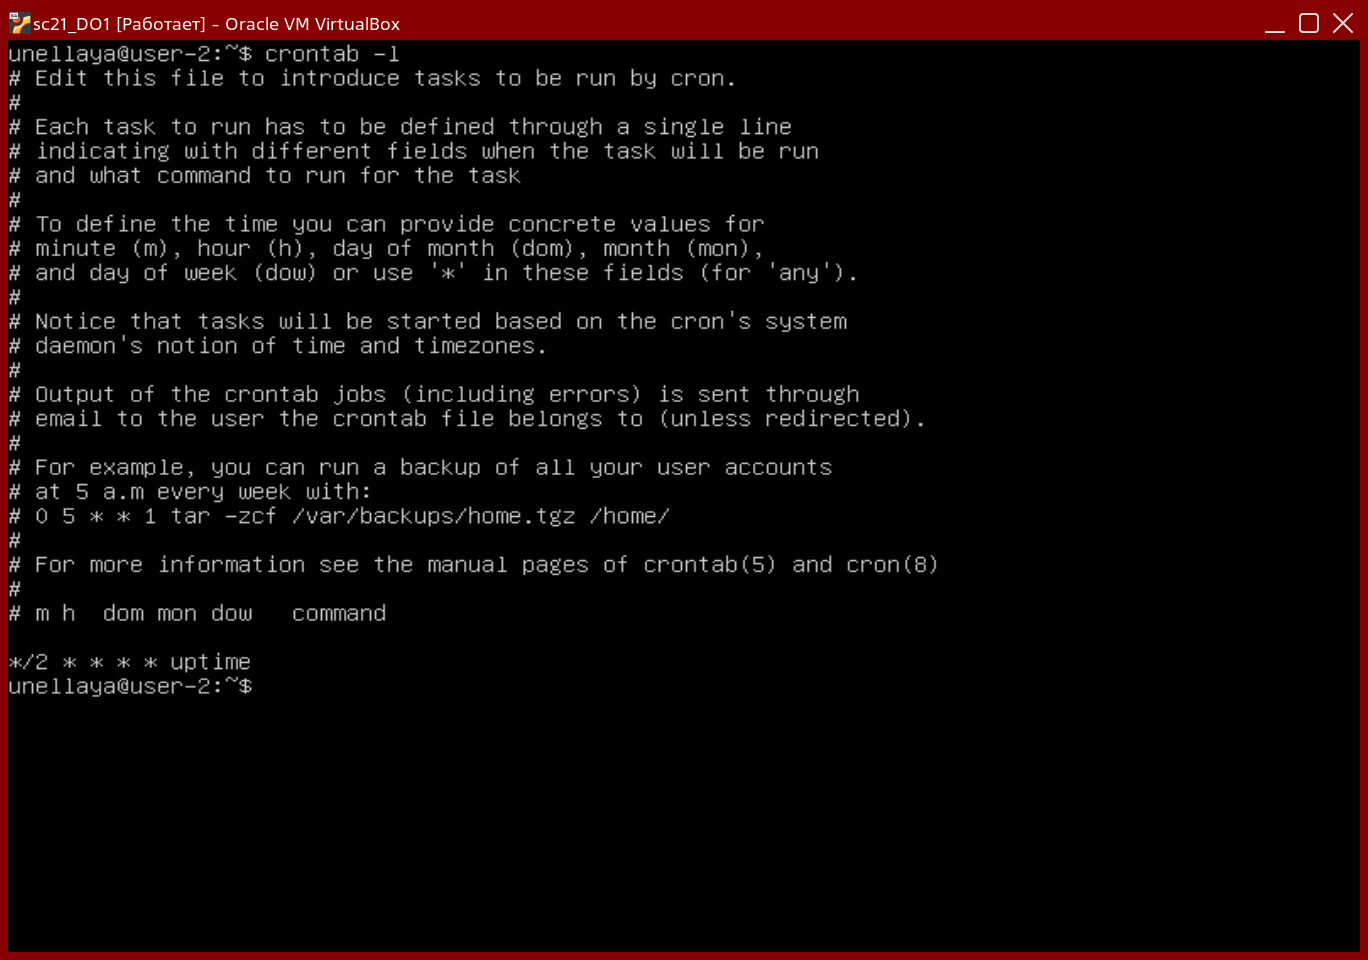 sc21_DO1 [Работает] - Oracle VM VirtualBox
unellaya@user-2:~$ crontab -l
# Edit this file to introduce tasks to be run by cron.
#
# Each task to run has to be defined through a single line
# indicating with different fields when the task will be run
# and what command to run for the task
#
# To define the time you can provide concrete values for
# minute (m), hour (h), day of month (dom), month (mon),
# and day of week (dow) or use '*' in these fields (for 'any').
#
# Notice that tasks will be started based on the cron's system
# daemon's notion of time and timezones.
#
# Output of the crontab jobs (including errors) is sent through
# email to the user the crontab file belongs to (unless redirected).
#
# For example, you can run a backup of all your user accounts
# at 5 a.m every week with:
# 0 5 * * 1 tar -zcf /var/backups/home.tgz /home/
#
# For more information see the manual pages of crontab(5) and cron(8)
#
# m h  dom mon dow   command
*/2 * * * * uptime
unellaya@user-2:~$